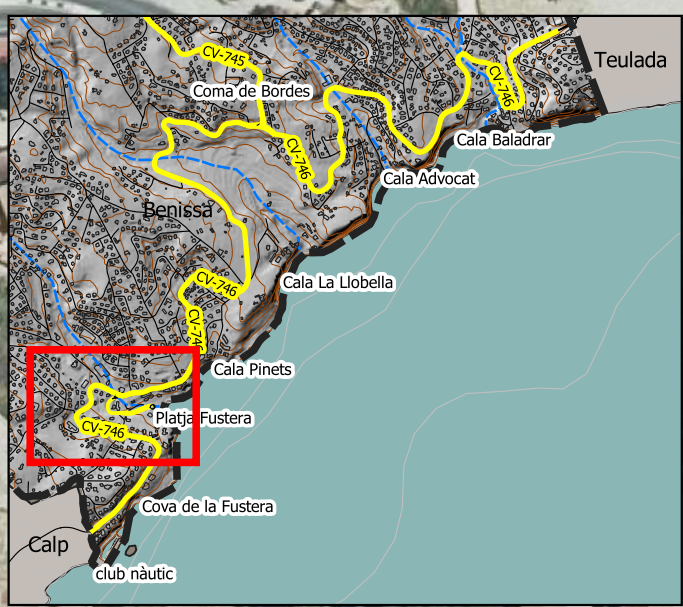 CV-745
Teulada
Coma de Bordes
CV-746
Cala Baladrar
CV-746
Cala Advocat
Benissa
CV-746
Cala La Llobella
CV-746
Cala Pinets
Platja Fustera
CV-746
Cova de la Fustera
Calp
club nàutic